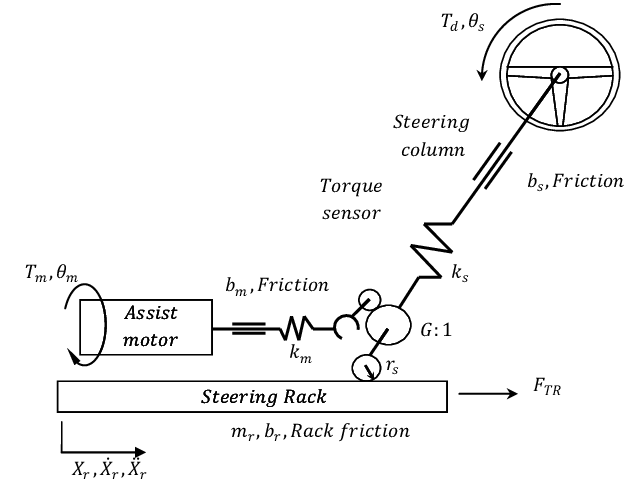 T_d, θ_s
Steering
column
b_s, Friction
Torque
sensor
k_s
T_m, θ_m
b_m, Friction
Assist
motor
k_m
G: 1
r_s
Steering Rack
F_TR
m_r, b_r, Rack friction
X_r, Ẋ_r, Ẍ_r